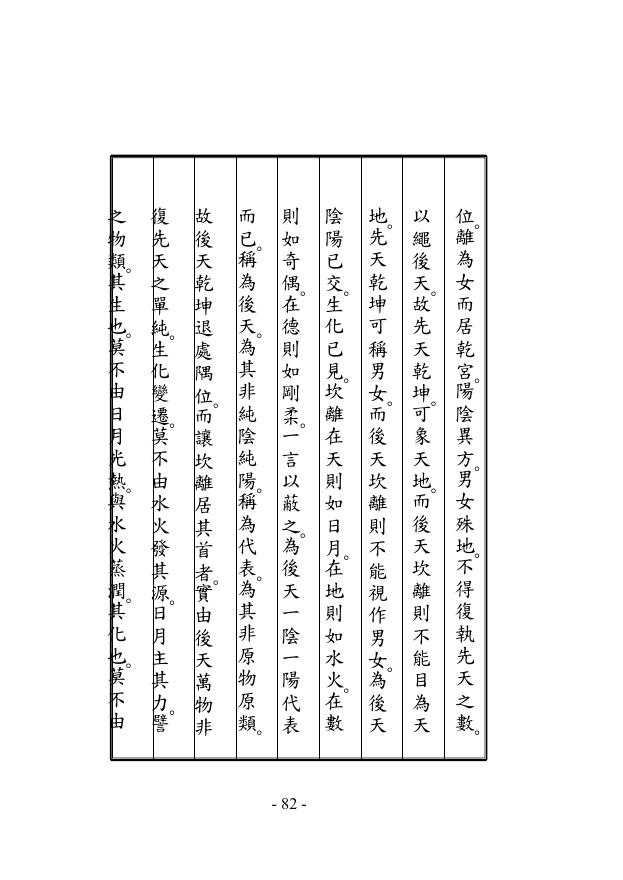 位。離為女而居乾宮。陽陰異方。男女殊地。不得復執先天之數。
以繩後天。故先天乾坤。可象天地。而後天坎離則不能目為天
地。先天乾坤可稱男女。而後天坎離則不能視作男女。為後天
陰陽已交。生化已見。坎離在天則如日月。在地則如水火。在數
則如奇偶。在德則如剛柔。一言以蔽之。為後天一陰一陽代表
而已。稱為後天。為其非純陰純陽。稱為代表。為其非原物原類。
故後天乾坤退處隅位。而讓坎離居其首者。實由後天萬物非
復先天之單純。生化變遷。莫不由水火發其源。日月主其力。譬
之物類。其生也。莫不由日月光熱。與水火蒸潤。其化也。莫不由
- 82 -